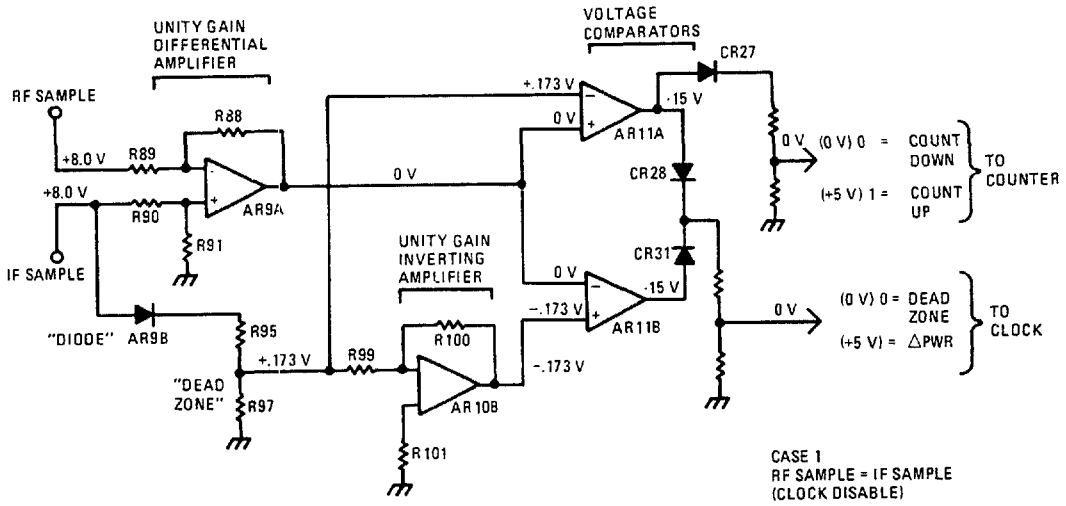 UNITY GAIN
DIFFERENTIAL
AMPLIFIER
VOLTAGE
COMPARATORS
CR27
RF SAMPLE
R88
+.173 V
-15 V
+8.0 V
R89
0 V
AR11A
0 V
(0 V) 0 = COUNT
DOWN
TO
COUNTER
(+5 V) 1 = COUNT
UP
+8.0 V
R90
AR9A
0 V
CR28
R91
IF SAMPLE
UNITY GAIN
INVERTING
AMPLIFIER
CR31
0 V
-15 V
"DIODE"
AR9B
R95
R100
-.173 V
AR11B
0 V
(0 V) 0 = DEAD
ZONE
TO
CLOCK
(+5 V) = △PWR
+.173 V
R99
-.173 V
"DEAD
ZONE"
R97
AR10B
R101
CASE 1
RF SAMPLE = IF SAMPLE
(CLOCK DISABLE)
- + - + - +